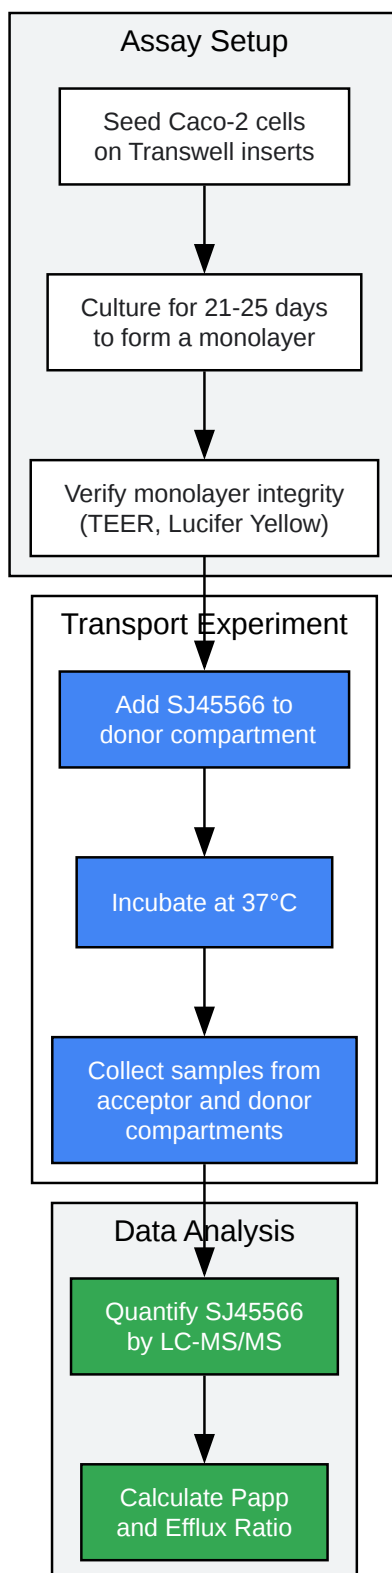 Assay Setup
Seed Caco-2 cells
on Transwell inserts
Culture for 21-25 days
to form a monolayer
Verify monolayer integrity
(TEER, Lucifer Yellow)
Transport Experiment
Add SJ45566 to
donor compartment
Incubate at 37°C
Collect samples from
acceptor and donor
compartments
Data Analysis
Quantify SJ45566
by LC-MS/MS
Calculate Papp
and Efflux Ratio